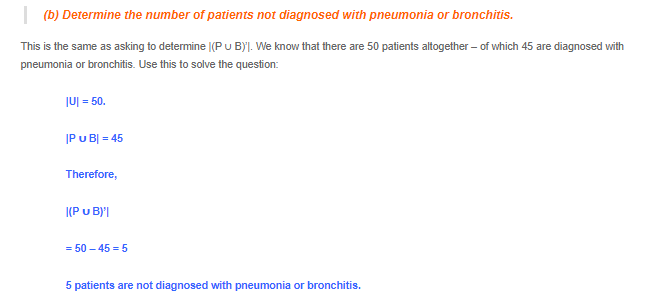 (b) Determine the number of patients not diagnosed with pneumonia or bronchitis.
This is the same as asking to determine |(P ∪ B)'|. We know that there are 50 patients altogether – of which 45 are diagnosed with
pneumonia or bronchitis. Use this to solve the question:
|U| = 50.
|P ∪ B| = 45
Therefore,
|(P ∪ B)'|
= 50 – 45 = 5
5 patients are not diagnosed with pneumonia or bronchitis.